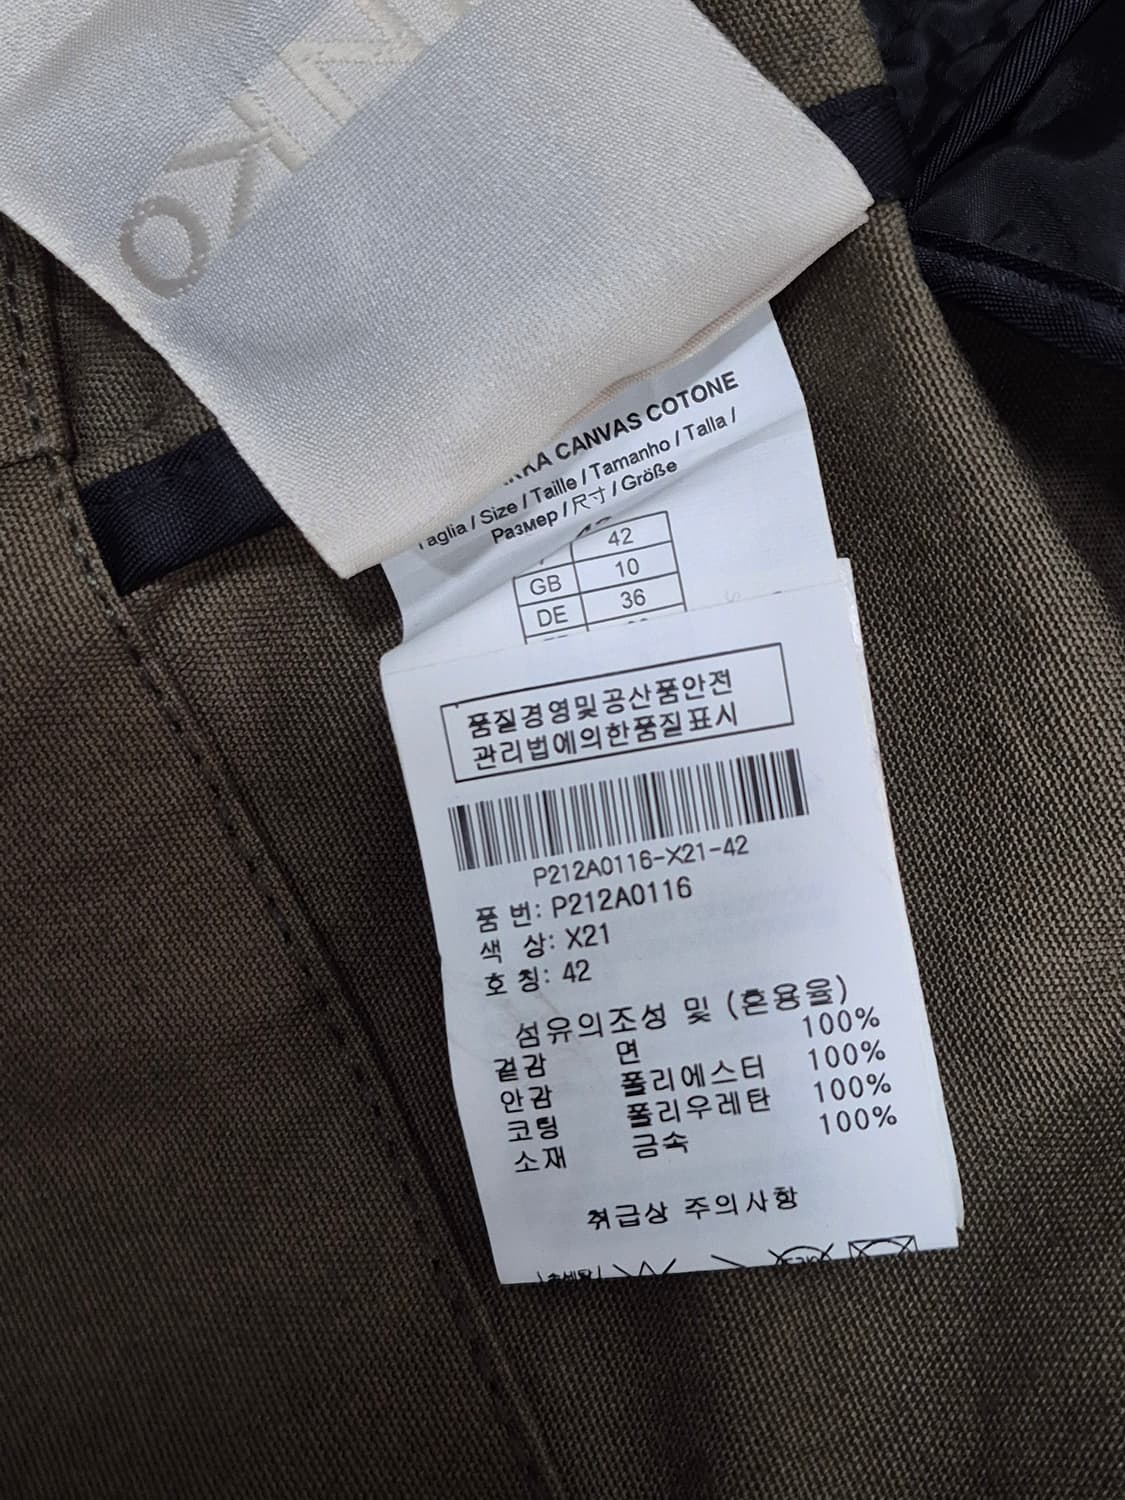 NKO
CANVAS COTONE
Taglia / Size / Taille / Tamanho / Talla /
Размер / 尺寸 / Größe
42
GB 10
DE 36
품질경영및공산품안전
관리법에의한품질표시
P212A0116-X21-42
품 번: P212A0116
색 상: X21
호 칭: 42
섬유의조성 및 (혼용율)
겉감 면 100%
안감 폴리에스터 100%
코팅 폴리우레탄 100%
소재 금속 100%
취급상 주의사항